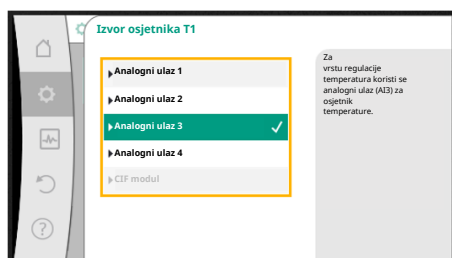 Izvor osjetnika T1
Analogni ulaz 1
Analogni ulaz 2
Analogni ulaz 3
Analogni ulaz 4
CIF modul
Za
vrstu regulacije
temperatura koristi se
analogni ulaz (AI3) za
osjetnik
temperature.